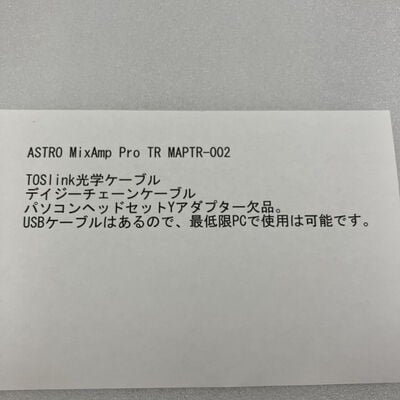 ASTRO MixAmp Pro TR MAPTR-002
TOSlink光学ケーブル
デイジーチェーンケーブル
パソコンヘッドセットYアダプター欠品。
USBケーブルはあるので、最低限PCで使用は可能です。